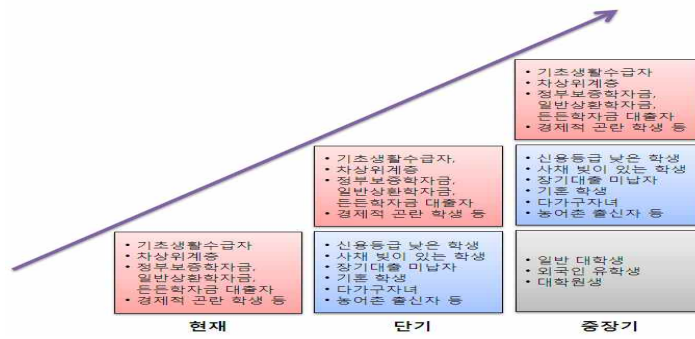 • 기초생활수급자
• 차상위계층
• 정부보증학자금,
일반상환학자금,
든든학자금 대출자
• 경제적 곤란 학생 등
• 기초생활수급자,
• 차상위계층
• 정부보증학자금,
일반상환학자금,
든든학자금 대출자
• 경제적 곤란 학생 등
• 신용등급 낮은 학생
• 사채 빚이 있는 학생
• 장기대출 미납자
• 기혼 학생
• 다가구자녀
• 농어촌 출신자 등
• 기초생활수급자
• 차상위계층
• 정부보증학자금,
일반상환학자금,
든든학자금 대출자
• 경제적 곤란 학생 등
• 신용등급 낮은 학생
• 사채 빚이 있는 학생
• 장기대출 미납자
• 기혼 학생
• 다가구자녀
• 농어촌 출신자 등
• 일반 대학생
• 외국인 유학생
• 대학원생
현재
단기
중장기